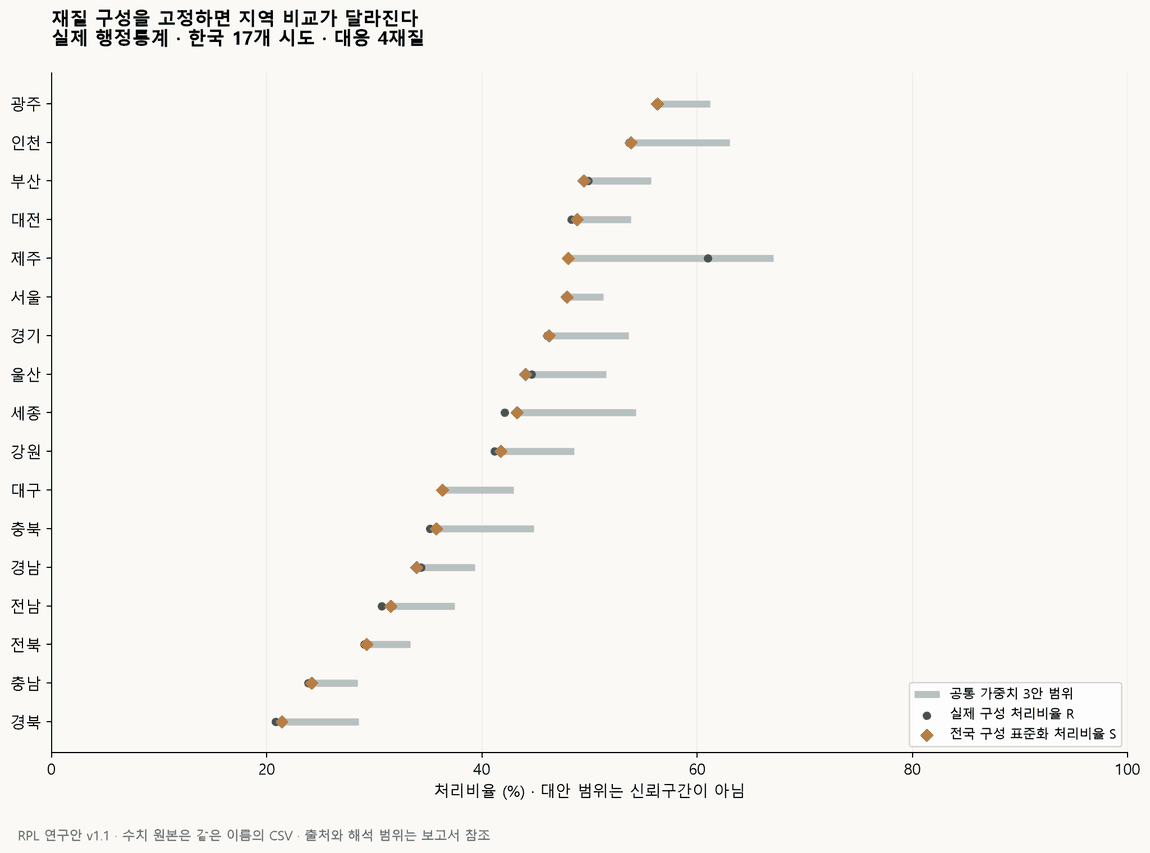 재질 구성을 고정하면 지역 비교가 달라진다
실제 행정통계 · 한국 17개 시도 · 대응 4재질
광주
인천
부산
대전
제주
서울
경기
울산
세종
강원
대구
충북
경남
전남
전북
충남
경북
공통 가중치 3안 범위
실제 구성 처리비율 R
전국 구성 표준화 처리비율 S
0 20 40 60 80 100
처리비율 (%) · 대안 범위는 신뢰구간이 아님
RPL 연구안 v1.1 · 수치 원본은 같은 이름의 CSV · 출처와 해석 범위는 보고서 참조